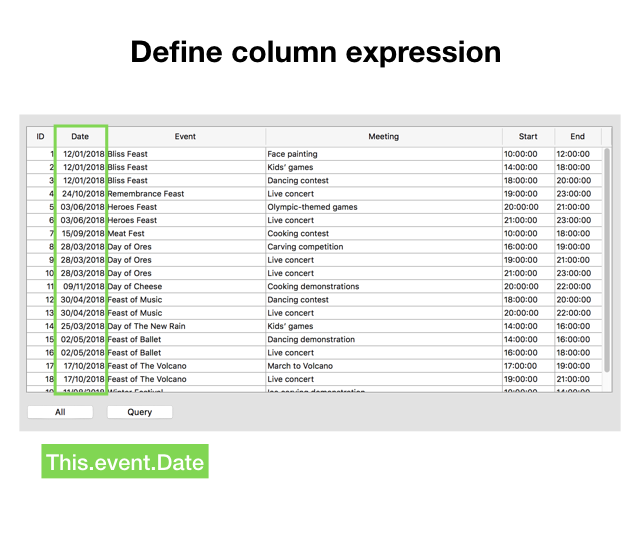 Define column expression
ID Date Event Meeting Start End
1 12/01/2018 Bliss Feast Face painting 10:00:00 12:00:00
2 12/01/2018 Bliss Feast Kids' games 14:00:00 18:00:00
3 12/01/2018 Bliss Feast Dancing contest 18:00:00 20:00:00
4 24/10/2018 Remembrance Feast Live concert 19:00:00 23:00:00
5 03/06/2018 Heroes Feast Olympic-themed games 20:00:00 21:00:00
6 03/06/2018 Heroes Feast Live concert 21:00:00 23:00:00
7 15/09/2018 Meat Fest Cooking contest 10:00:00 18:00:00
8 28/03/2018 Day of Ores Carving competition 16:00:00 19:00:00
9 28/03/2018 Day of Ores Live concert 19:00:00 21:00:00
10 28/03/2018 Day of Ores Live concert 21:00:00 23:00:00
11 09/11/2018 Day of Cheese Cooking demonstrations 20:00:00 22:00:00
12 30/04/2018 Feast of Music Dancing contest 18:00:00 20:00:00
13 30/04/2018 Feast of Music Live concert 20:00:00 22:00:00
14 25/03/2018 Day of The New Rain Kids' games 14:00:00 16:00:00
15 02/05/2018 Feast of Ballet Dancing demonstration 14:00:00 16:00:00
16 02/05/2018 Feast of Ballet Live concert 16:00:00 18:00:00
17 17/10/2018 Feast of The Volcano March to Volcano 17:00:00 19:00:00
18 17/10/2018 Feast of The Volcano Live concert 19:00:00 21:00:00
19 11/08/2018 Winter Festival Ice carving demonstration 10:00:00 14:00:00
All Query
This.event.Date